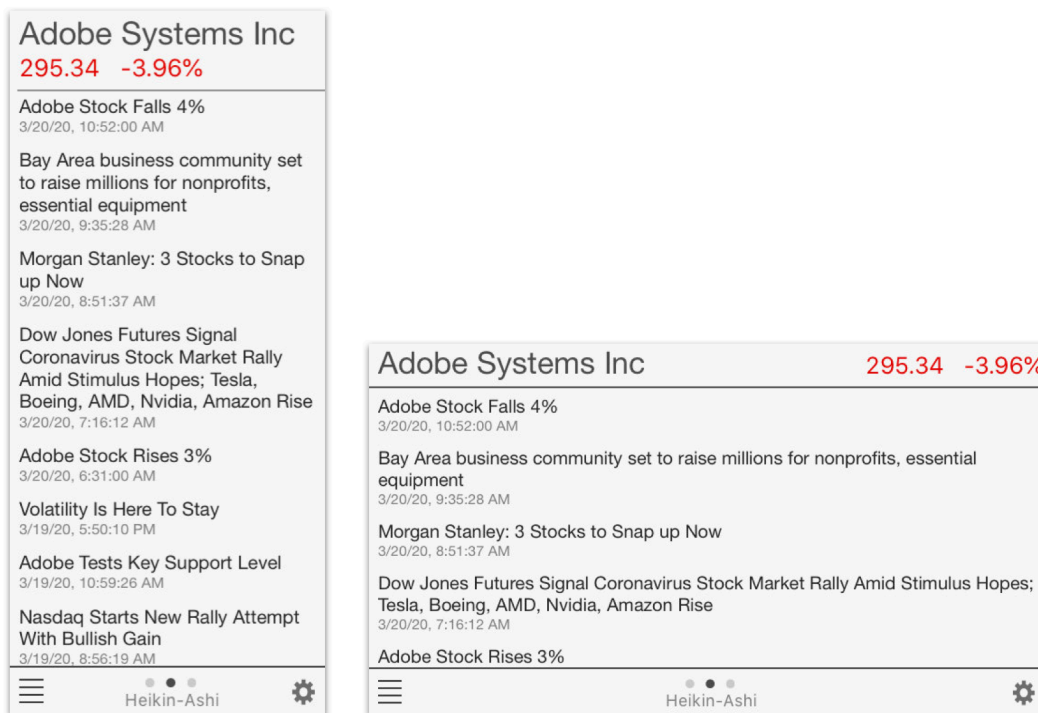 Adobe Systems Inc
295.34 -3.96%
Adobe Stock Falls 4%
3/20/20, 10:52:00 AM
Bay Area business community set
to raise millions for nonprofits,
essential equipment
3/20/20, 9:35:28 AM
Morgan Stanley: 3 Stocks to Snap
up Now
3/20/20, 8:51:37 AM
Dow Jones Futures Signal
Coronavirus Stock Market Rally
Amid Stimulus Hopes; Tesla,
Boeing, AMD, Nvidia, Amazon Rise
3/20/20, 7:16:12 AM
Adobe Stock Rises 3%
3/20/20, 6:31:00 AM
Volatility Is Here To Stay
3/19/20, 5:50:10 PM
Adobe Tests Key Support Level
3/19/20, 10:59:26 AM
Nasdaq Starts New Rally Attempt
With Bullish Gain
3/19/20, 8:56:19 AM
Heikin-Ashi
Adobe Systems Inc 295.34 -3.96%
Adobe Stock Falls 4%
3/20/20, 10:52:00 AM
Bay Area business community set to raise millions for nonprofits, essential
equipment
3/20/20, 9:35:28 AM
Morgan Stanley: 3 Stocks to Snap up Now
3/20/20, 8:51:37 AM
Dow Jones Futures Signal Coronavirus Stock Market Rally Amid Stimulus Hopes;
Tesla, Boeing, AMD, Nvidia, Amazon Rise
3/20/20, 7:16:12 AM
Adobe Stock Rises 3%
Heikin-Ashi